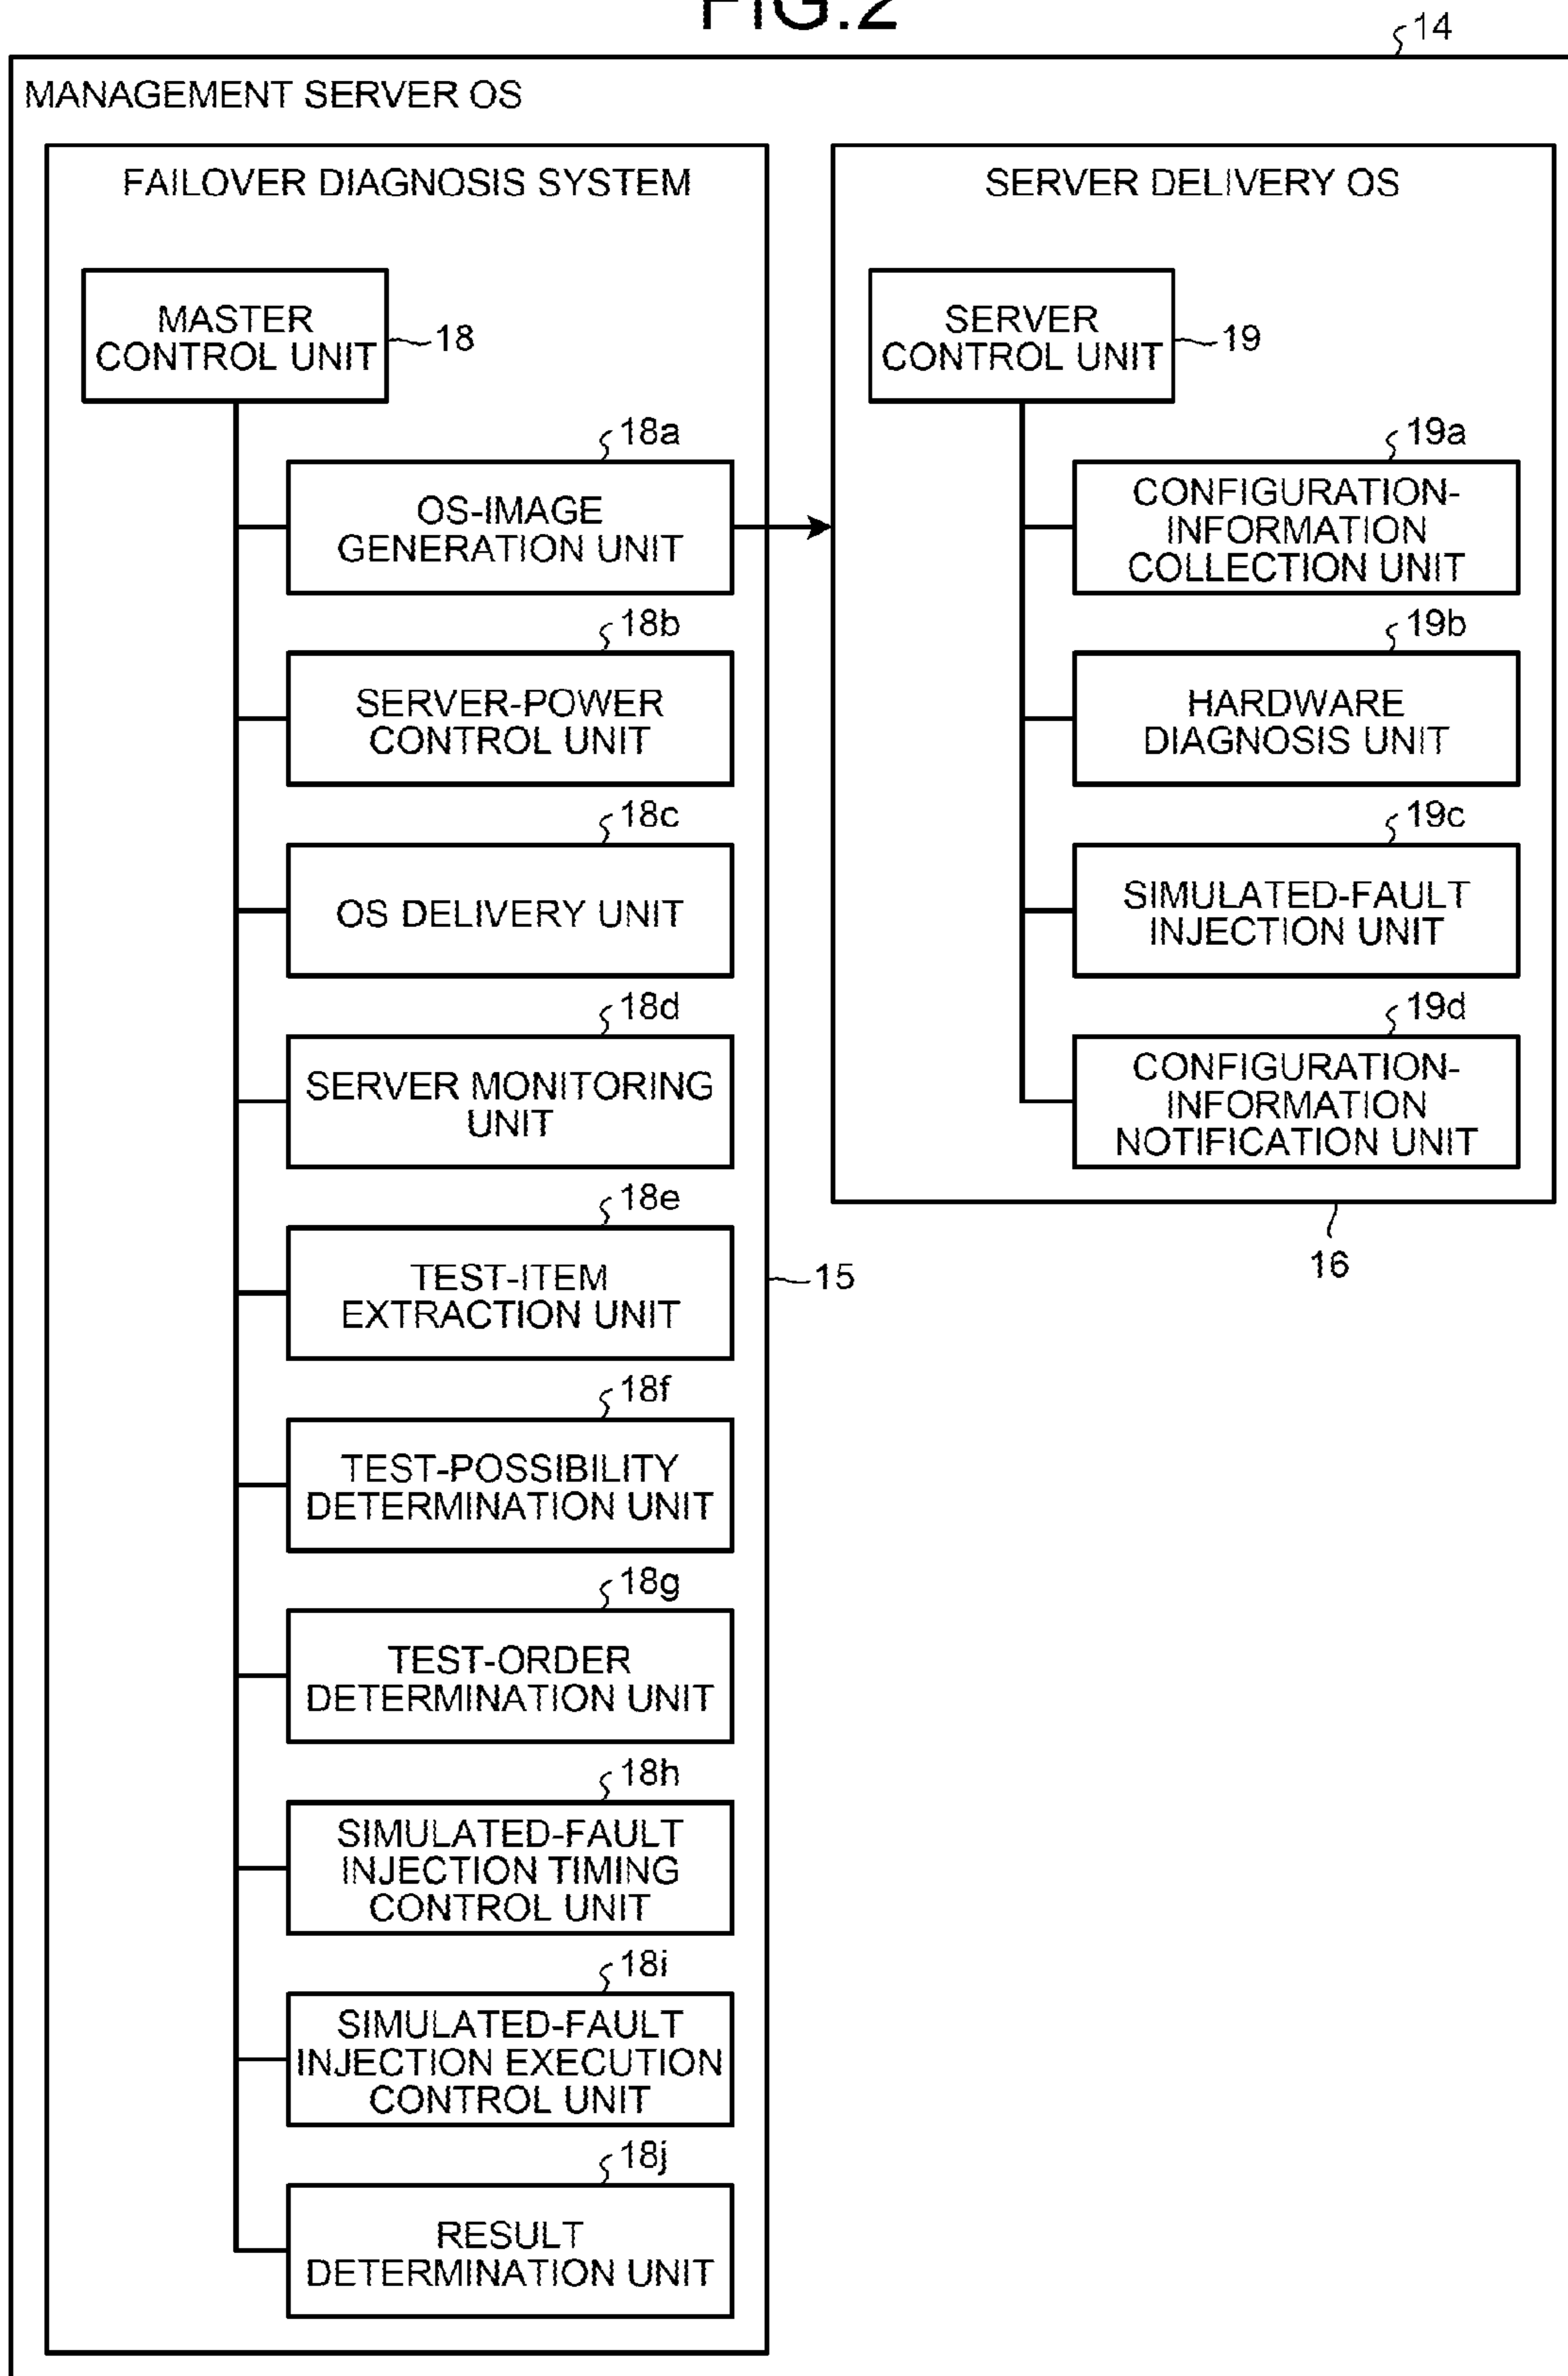 FIG.2
14
MANAGEMENT SERVER OS
FAILOVER DIAGNOSIS SYSTEM
MASTER
CONTROL UNIT
18
18a
OS-IMAGE
GENERATION UNIT
18b
SERVER-POWER
CONTROL UNIT
18c
OS DELIVERY UNIT
18d
SERVER MONITORING
UNIT
18e
TEST-ITEM
EXTRACTION UNIT
15
18f
TEST-POSSIBILITY
DETERMINATION UNIT
18g
TEST-ORDER
DETERMINATION UNIT
18h
SIMULATED-FAULT
INJECTION TIMING
CONTROL UNIT
18i
SIMULATED-FAULT
INJECTION EXECUTION
CONTROL UNIT
18j
RESULT
DETERMINATION UNIT
SERVER DELIVERY OS
SERVER
CONTROL UNIT
19
19a
CONFIGURATION-
INFORMATION
COLLECTION UNIT
19b
HARDWARE
DIAGNOSIS UNIT
19c
SIMULATED-FAULT
INJECTION UNIT
19d
CONFIGURATION-
INFORMATION
NOTIFICATION UNIT
16